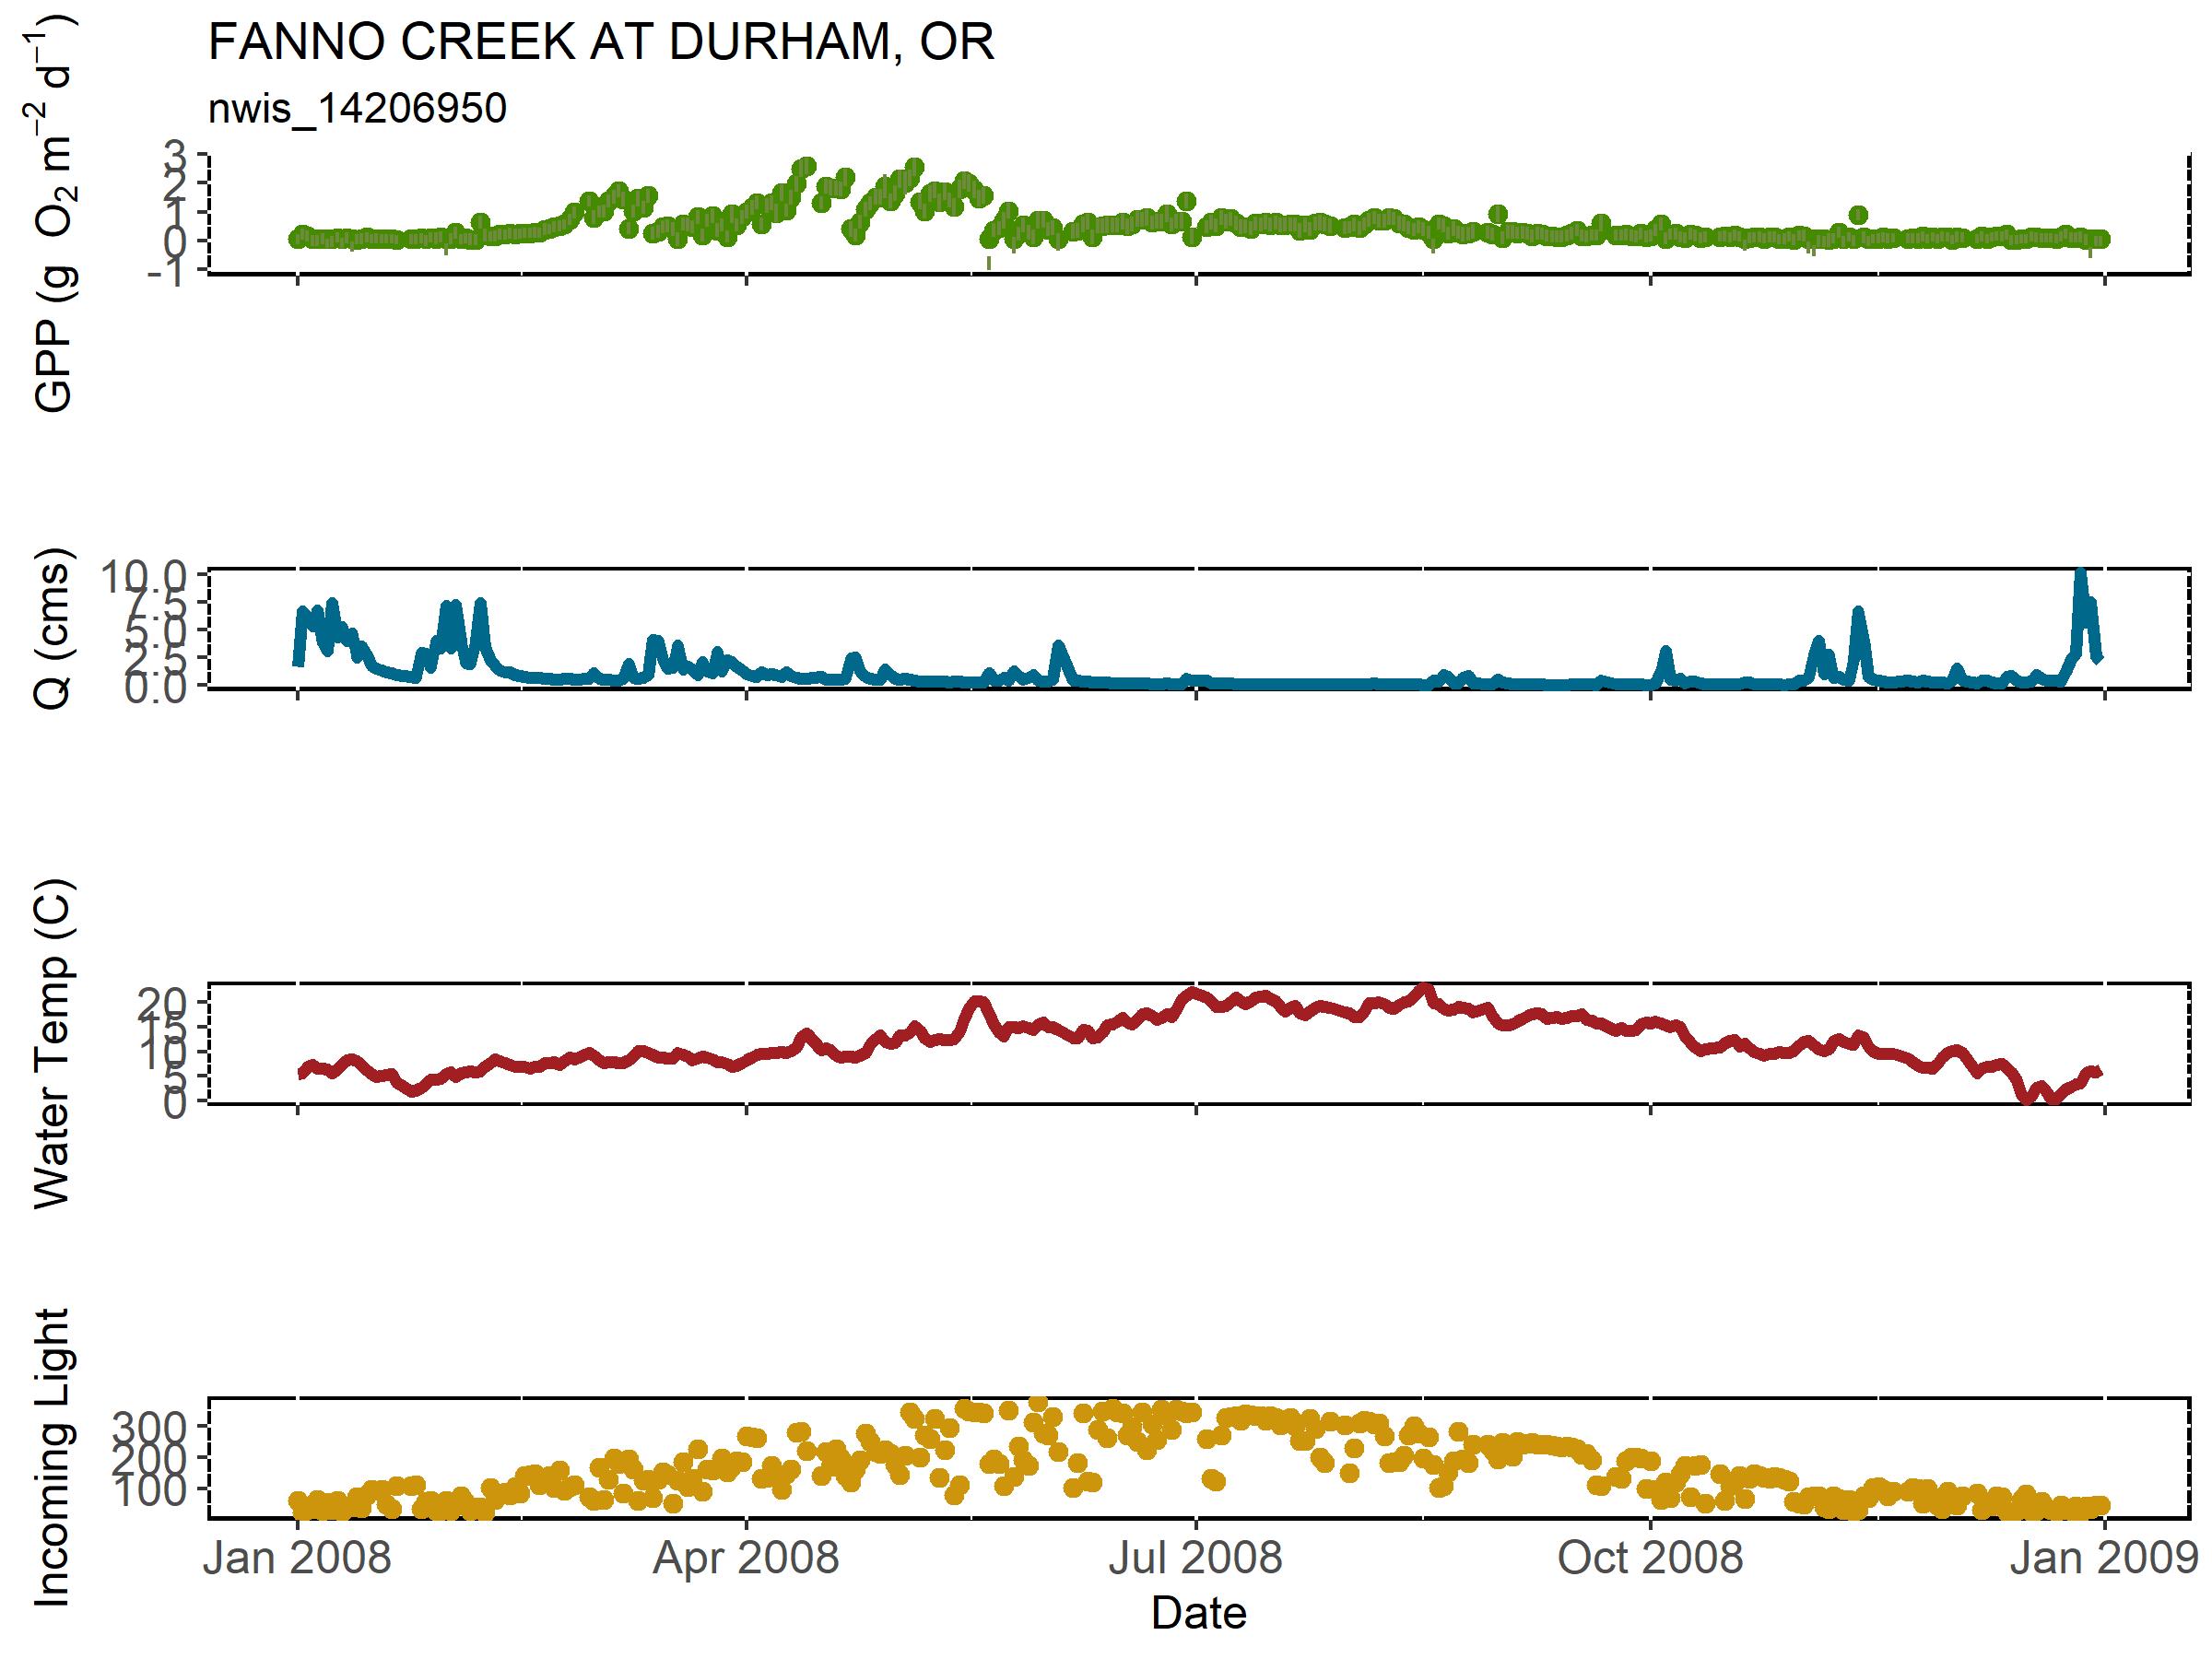 FANNO CREEK AT DURHAM, OR
nwis_14206950
GPP (g O₂ m⁻² d⁻¹)
3
2
1
0
-1
Q (cms)
10.0
7.5
5.0
2.5
0.0
Water Temp (C)
20
15
10
5
0
Incoming Light
300
200
100
Jan 2008 Apr 2008 Jul 2008 Oct 2008 Jan 2009
Date